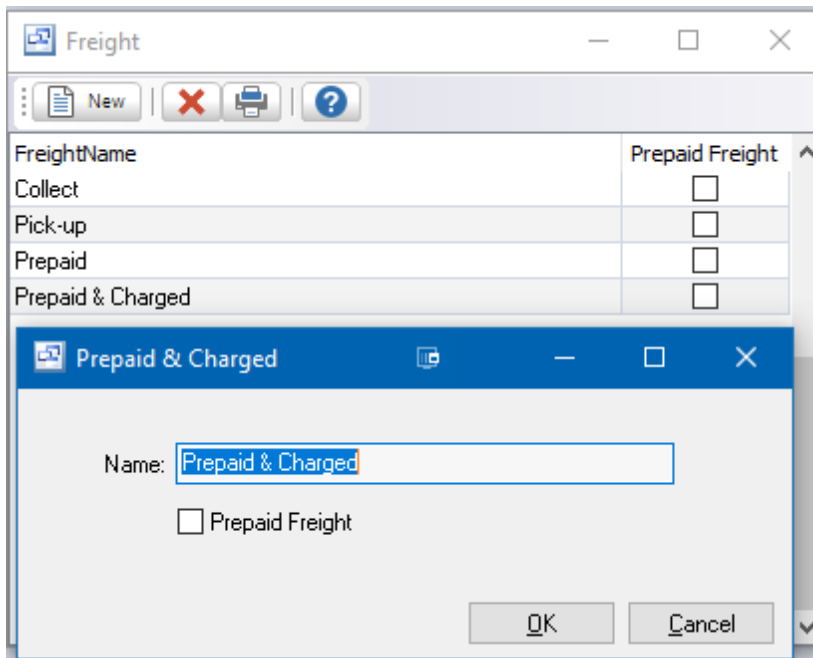 Freight
New
FreightName Prepaid Freight
Collect
Pick-up
Prepaid
Prepaid & Charged
Prepaid & Charged
Name: Prepaid & Charged
Prepaid Freight
OK Cancel